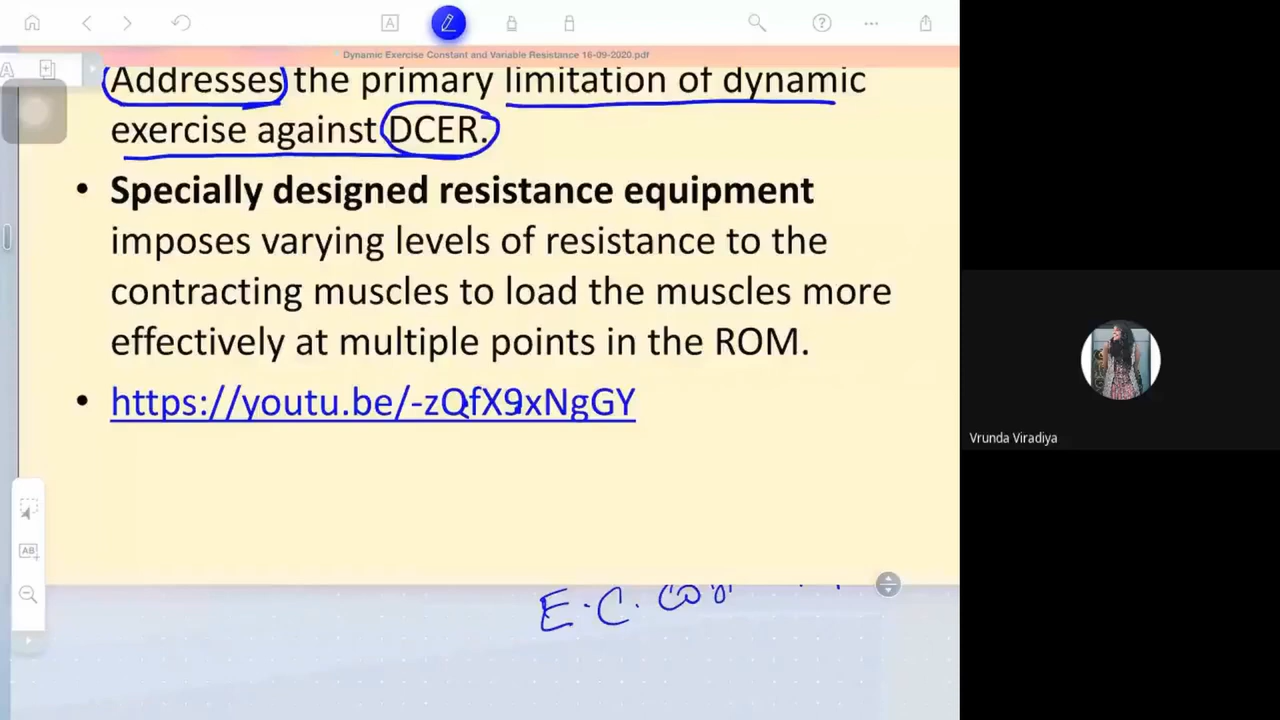 Dynamic Exercise Constant and Variable Resistance 16-09-2020.pdf
Addresses the primary limitation of dynamic
exercise against DCER.
• Specially designed resistance equipment
imposes varying levels of resistance to the
contracting muscles to load the muscles more
effectively at multiple points in the ROM.
• https://youtu.be/-zQfX9xNgGY
Vrunda Viradiya
E.C.